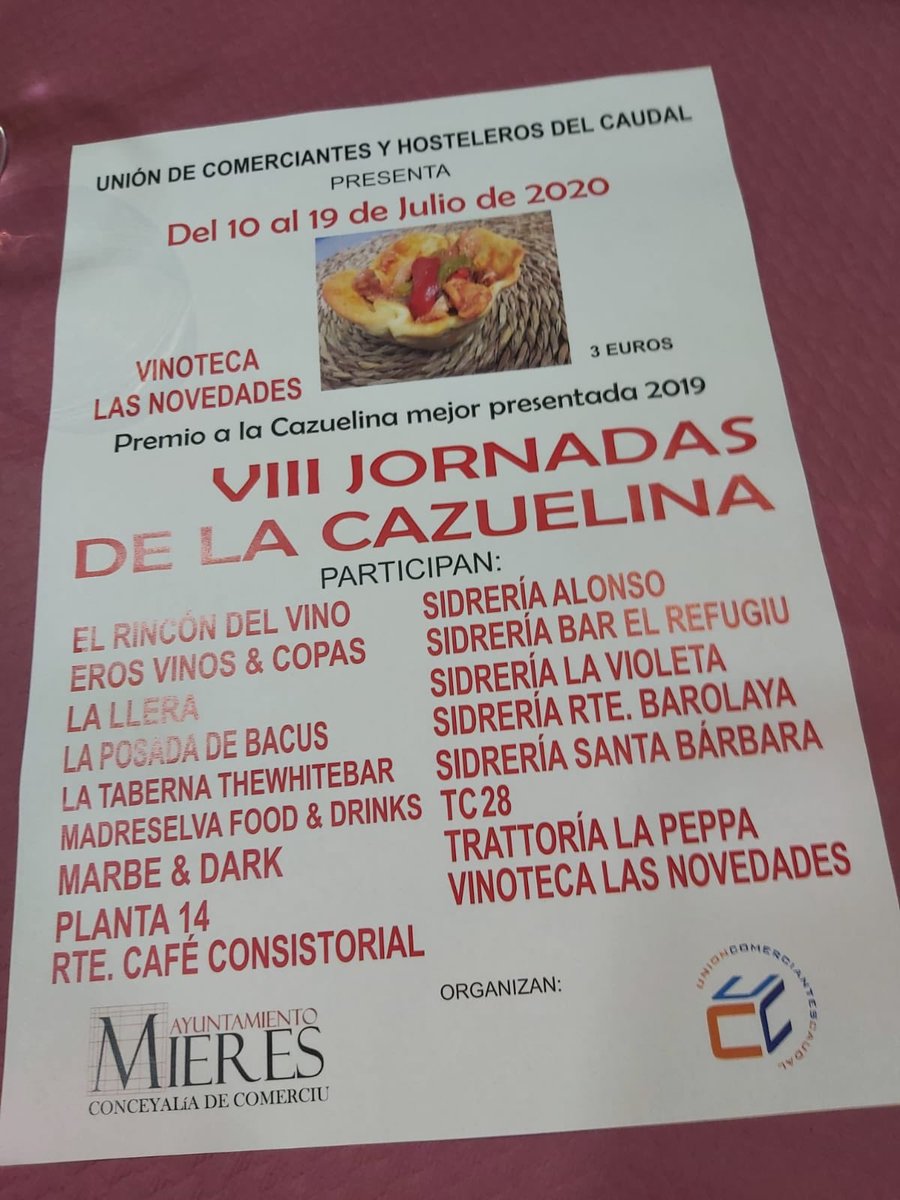 UNIÓN DE COMERCIANTES Y HOSTELEROS DEL CAUDAL
PRESENTA
Del 10 al 19 de Julio de 2020
3 EUROS
VINOTECA
LAS NOVEDADES
Premio a la Cazuelina mejor presentada 2019
VIII JORNADAS
DE LA CAZUELINA
PARTICIPAN:
EL RINCÓN DEL VINO
EROS VINOS & COPAS
LA LLERA
LA POSADA DE BACUS
LA TABERNA THEWHITEBAR
MADRESELVA FOOD & DRINKS
MARBE & DARK
PLANTA 14
RTE. CAFÉ CONSISTORIAL
SIDRERÍA ALONSO
SIDRERÍA BAR EL REFUGIU
SIDRERÍA LA VIOLETA
SIDRERÍA RTE. BAROLAYA
SIDRERÍA SANTA BÁRBARA
TC 28
TRATTORÍA LA PEPPA
VINOTECA LAS NOVEDADES
ORGANIZAN:
AYUNTAMIENTO
MIERES
CONCEYALíA DE COMERCIU
UNIONCOMERCIANTESCAUDAL
UCC